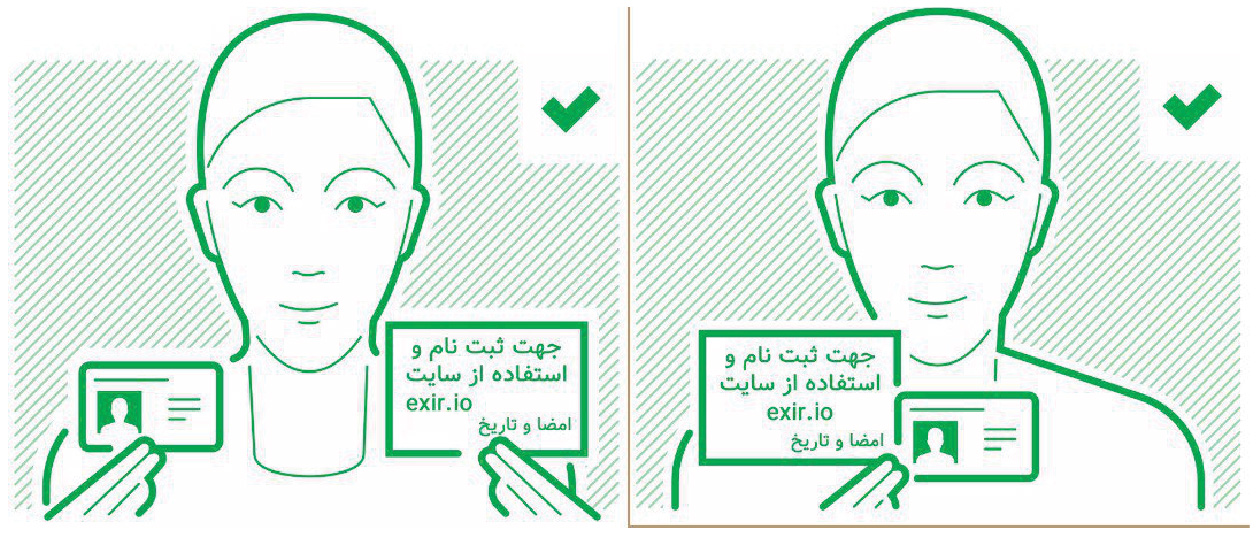 جهت ثبت نام و
استفاده از سایت
exir.io
امضا و تاریخ
جهت ثبت نام و
استفاده از سایت
exir.io
امضا و تاریخ